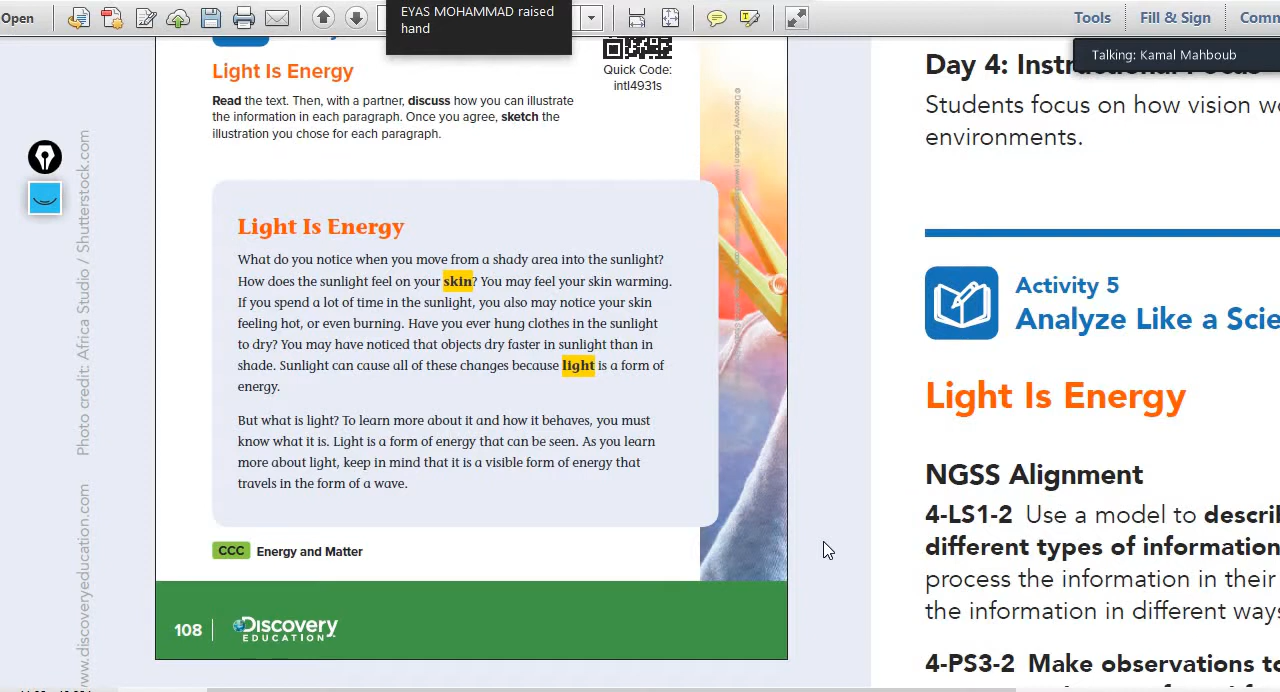 Open
EYAS MOHAMMAD raised
hand
Tools
Fill & Sign
Comm
Talking: Kamal Mahboub
Light Is Energy
Quick Code:
intl4931s
Read the text. Then, with a partner, discuss how you can illustrate
the information in each paragraph. Once you agree, sketch the
illustration you chose for each paragraph.
Photo credit: Africa Studio / Shutterstock.com
www.discoveryeducation.com
Light Is Energy
What do you notice when you move from a shady area into the sunlight?
How does the sunlight feel on your skin? You may feel your skin warming.
If you spend a lot of time in the sunlight, you also may notice your skin
feeling hot, or even burning. Have you ever hung clothes in the sunlight
to dry? You may have noticed that objects dry faster in sunlight than in
shade. Sunlight can cause all of these changes because light is a form of
energy.
But what is light? To learn more about it and how it behaves, you must
know what it is. Light is a form of energy that can be seen. As you learn
more about light, keep in mind that it is a visible form of energy that
travels in the form of a wave.
CCC Energy and Matter
108
Discovery
EDUCATION
Day 4: Instructional Focus
Students focus on how vision wo
environments.
Activity 5
Analyze Like a Scie
Light Is Energy
NGSS Alignment
4-LS1-2 Use a model to describ
different types of information
process the information in their
the information in different ways
4-PS3-2 Make observations to